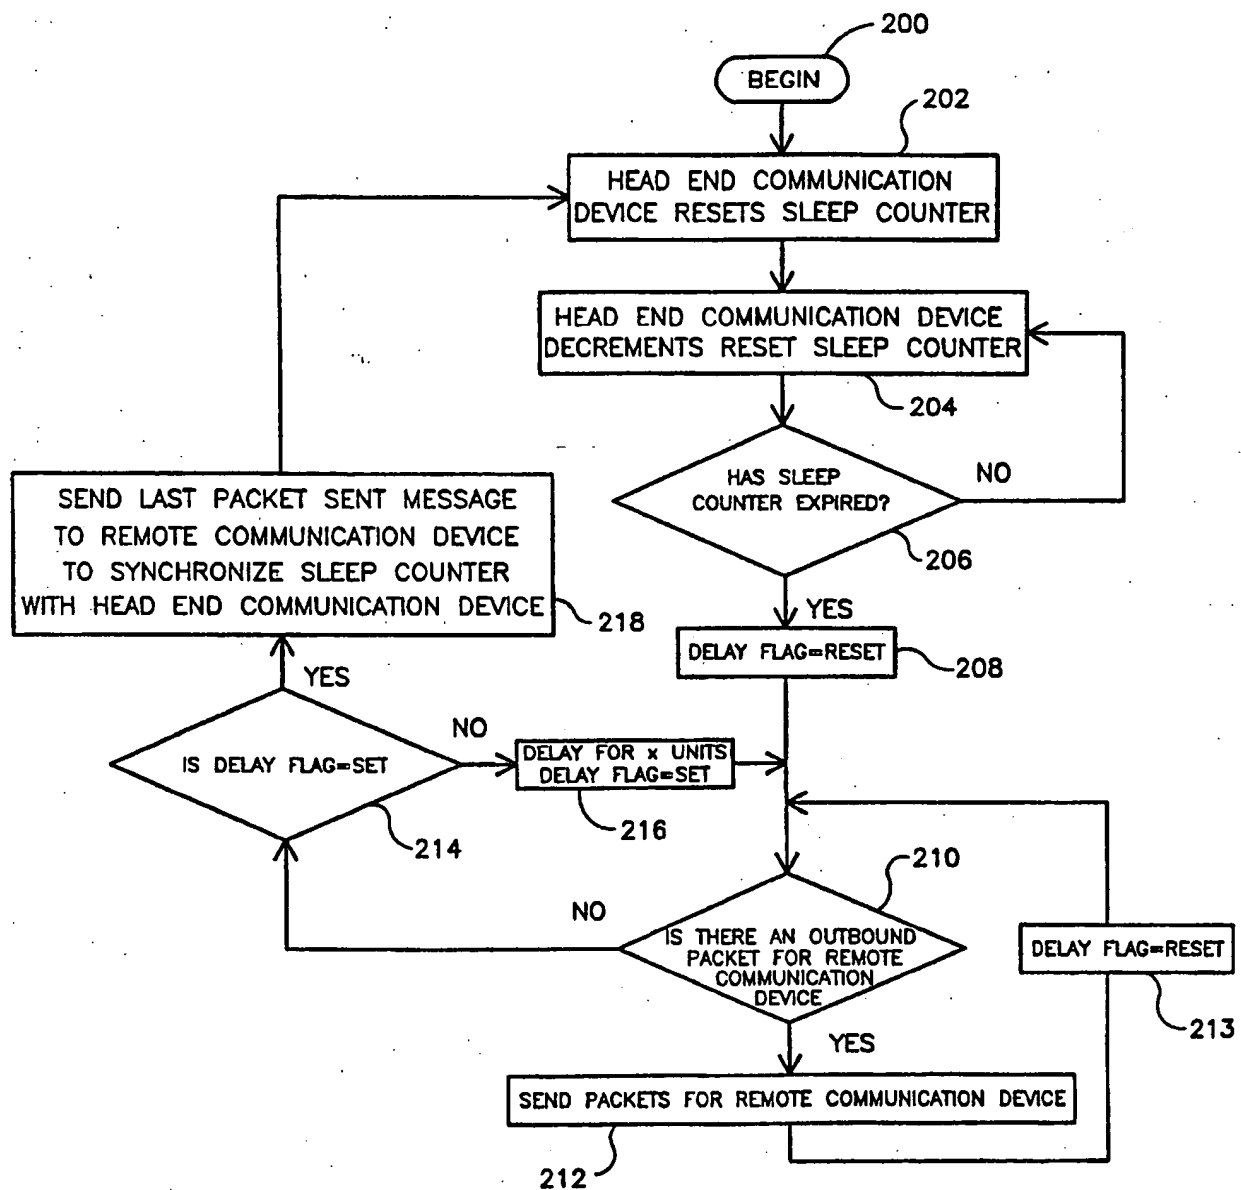 200
BEGIN
202
HEAD END COMMUNICATION
DEVICE RESETS SLEEP COUNTER
HEAD END COMMUNICATION DEVICE
DECREMENTS RESET SLEEP COUNTER
204
HAS SLEEP
COUNTER EXPIRED?
NO
206
YES
SEND LAST PACKET SENT MESSAGE
TO REMOTE COMMUNICATION DEVICE
TO SYNCHRONIZE SLEEP COUNTER
WITH HEAD END COMMUNICATION DEVICE
218
DELAY FLAG=RESET
208
YES
IS DELAY FLAG=SET
NO
214
DELAY FOR x UNITS
DELAY FLAG=SET
216
210
NO
IS THERE AN OUTBOUND
PACKET FOR REMOTE
COMMUNICATION
DEVICE
YES
DELAY FLAG=RESET
213
SEND PACKETS FOR REMOTE COMMUNICATION DEVICE
212